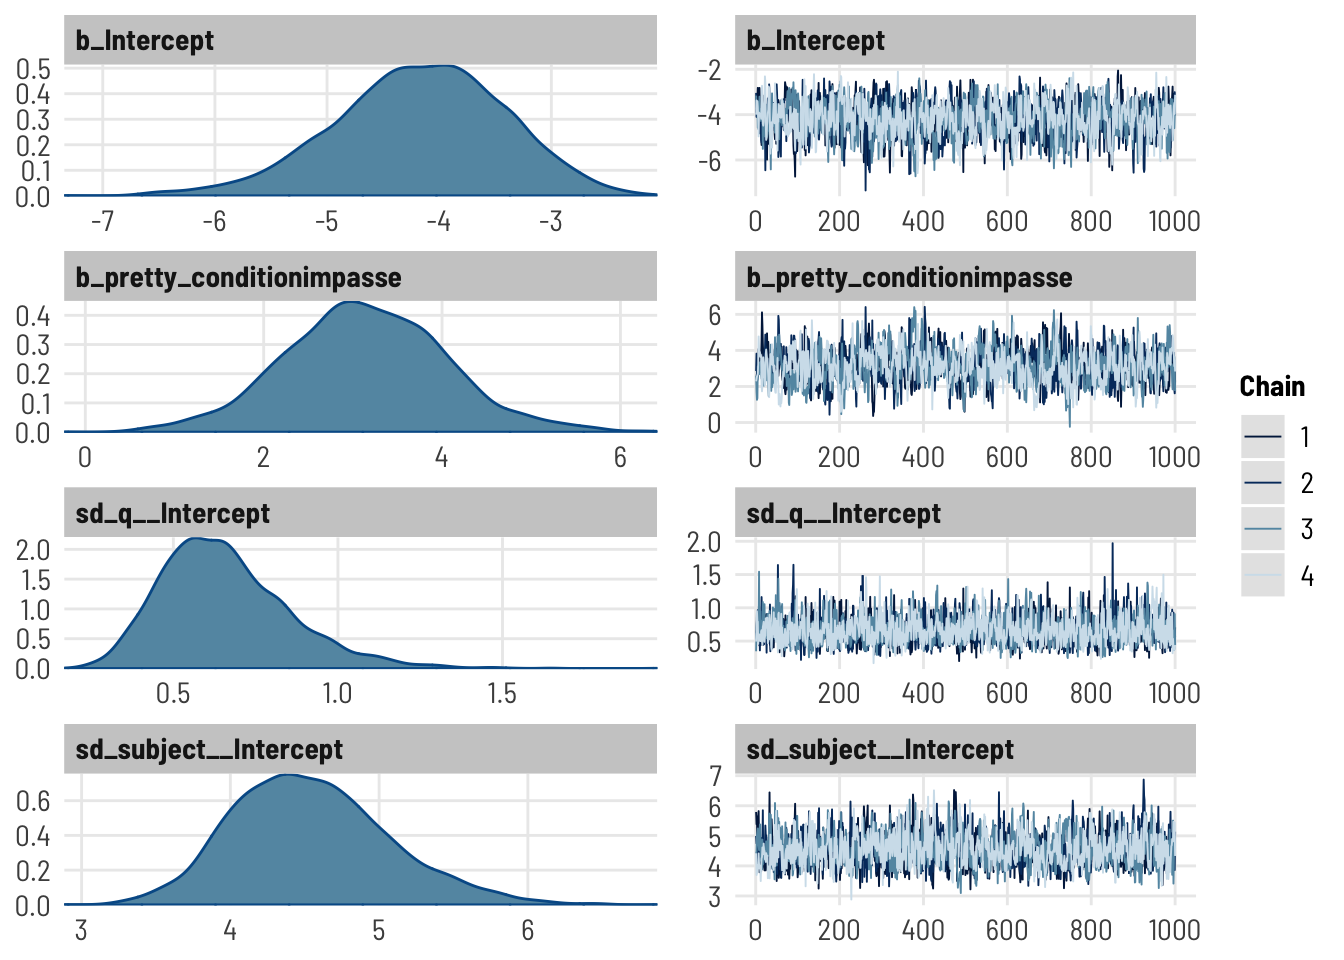 b_Intercept
0.5
0.4
0.3
0.2
0.1
0.0
-7 -6 -5 -4 -3
b_Intercept
-2
-4
-6
0 200 400 600 800 1000
b_pretty_conditionimpasse
0.4
0.3
0.2
0.1
0.0
0 2 4 6
b_pretty_conditionimpasse
6
4
2
0
0 200 400 600 800 1000
sd_q__Intercept
2.0
1.5
1.0
0.5
0.0
0.5 1.0 1.5
sd_q__Intercept
2.0
1.5
1.0
0.5
0 200 400 600 800 1000
sd_subject__Intercept
0.6
0.4
0.2
0.0
3 4 5 6
sd_subject__Intercept
7
6
5
4
3
0 200 400 600 800 1000
Chain
1
2
3
4